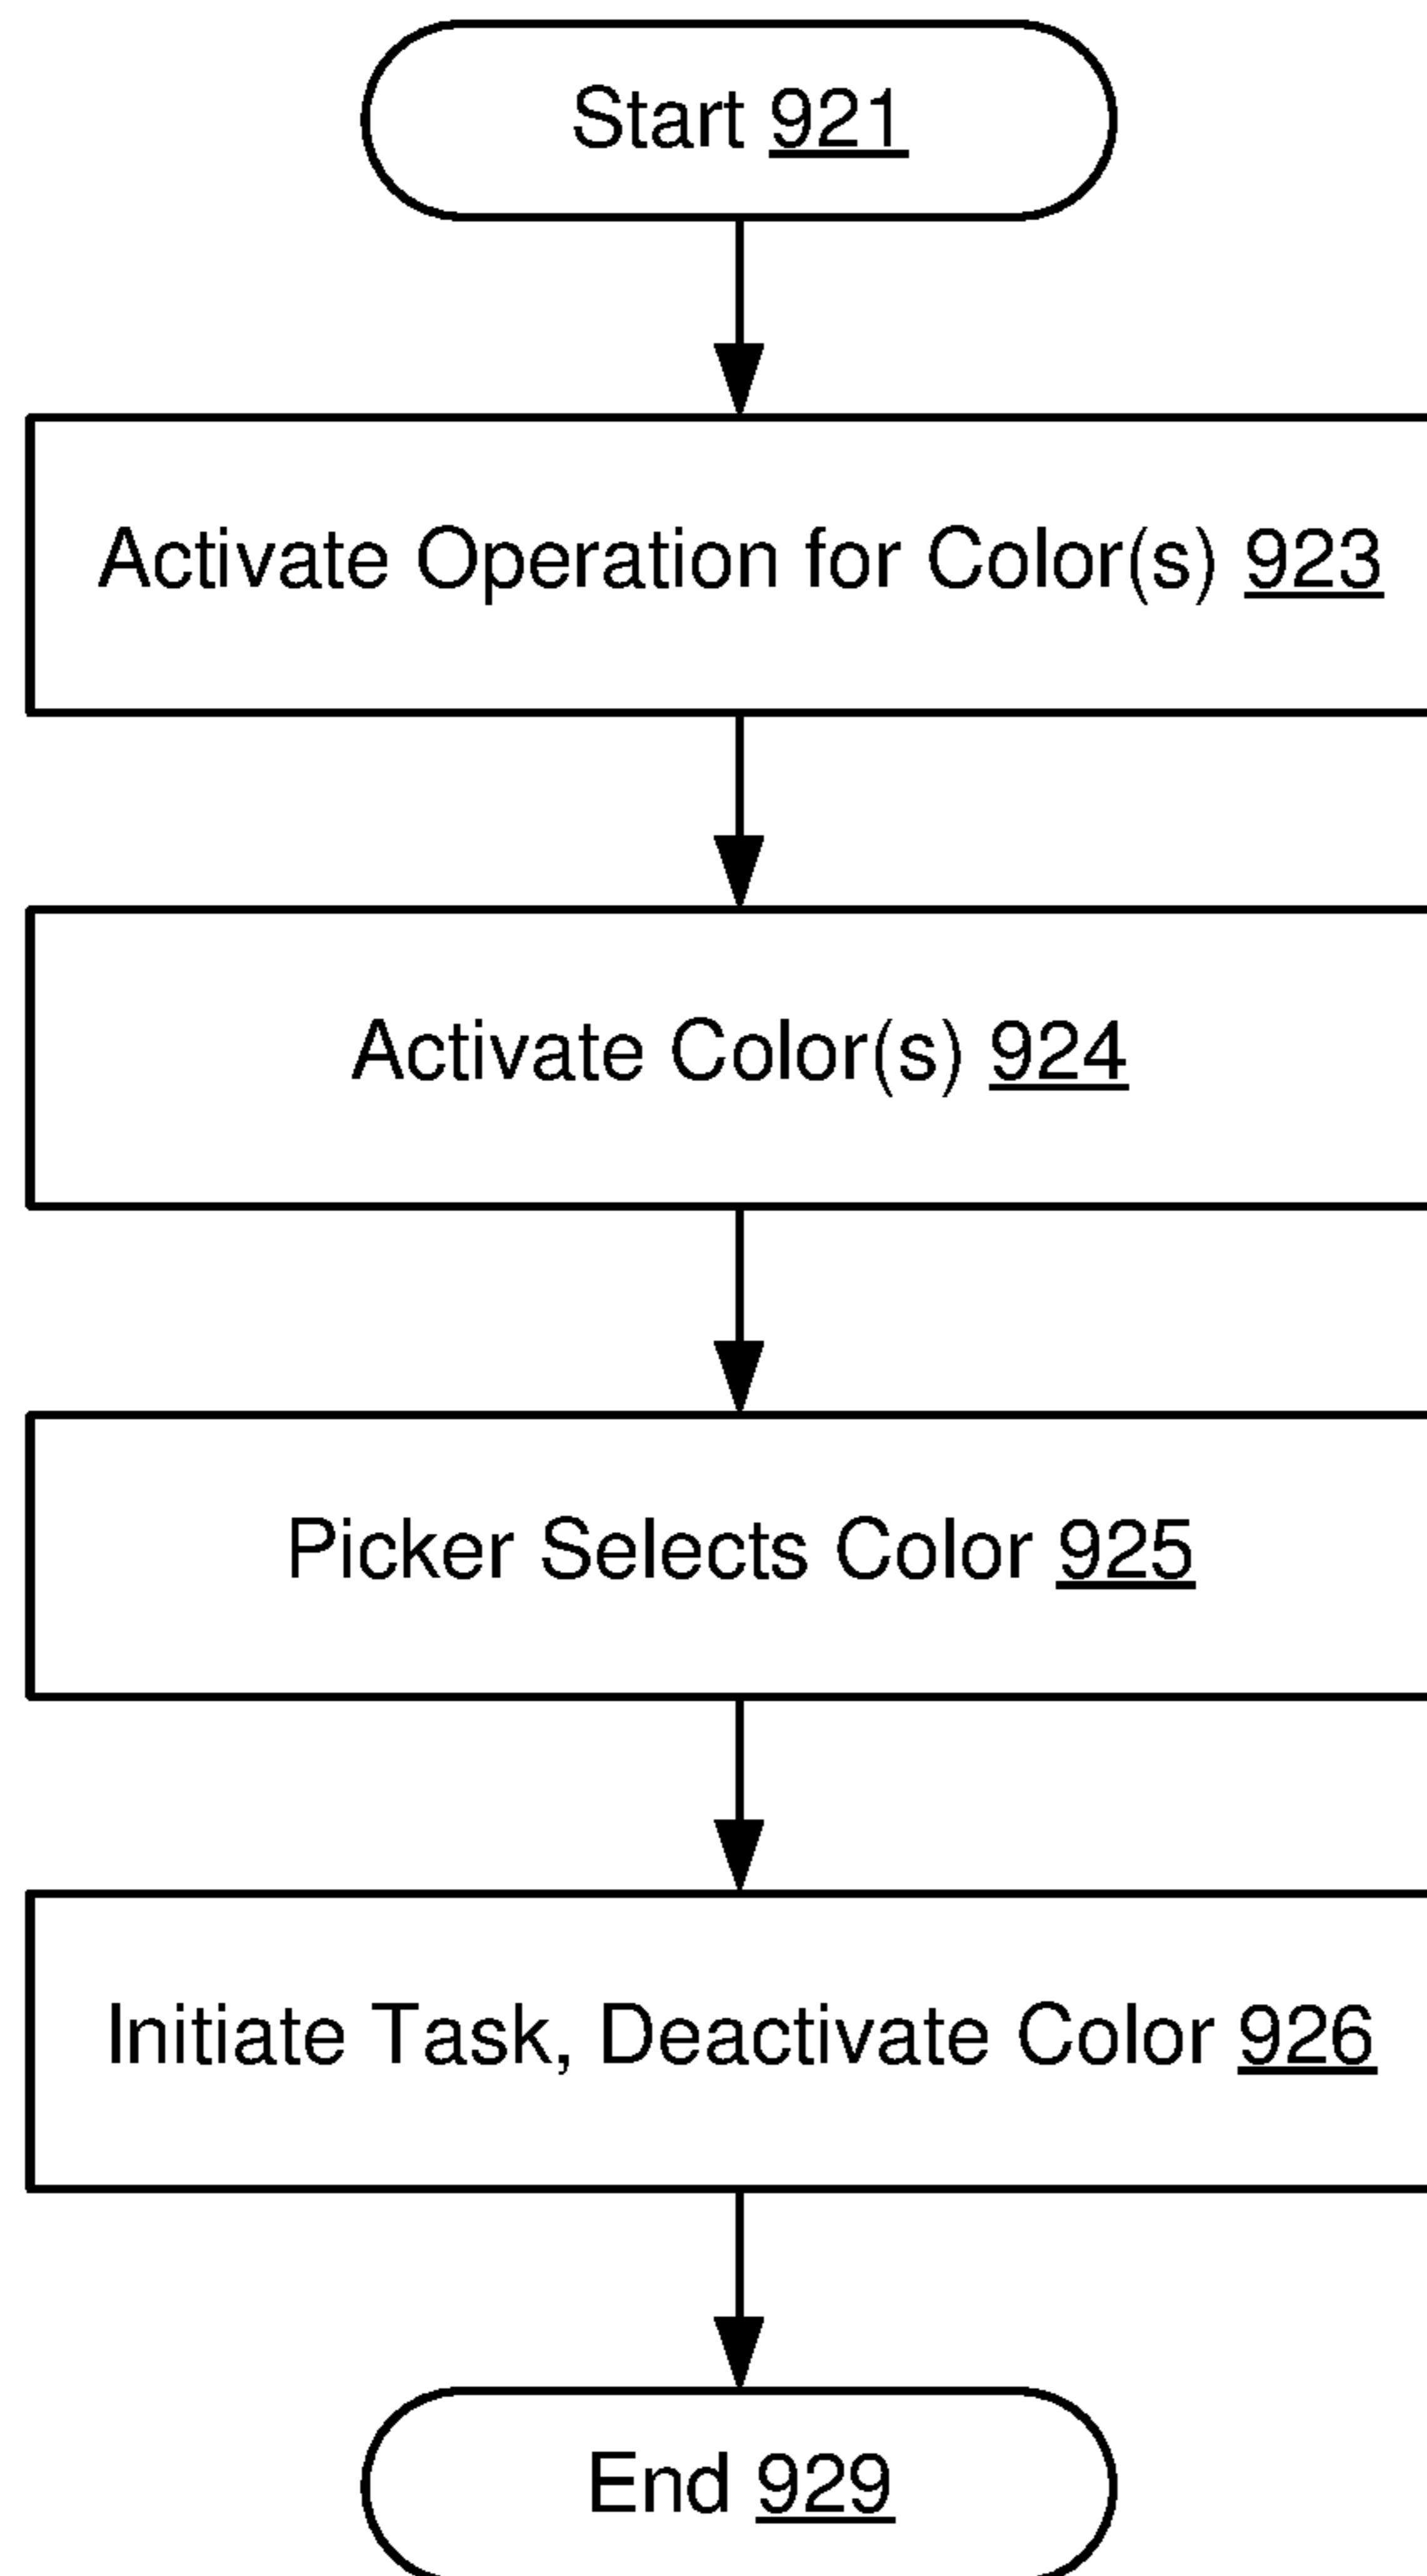 Start 921
Activate Operation for Color(s) 923
Activate Color(s) 924
Picker Selects Color 925
Initiate Task, Deactivate Color 926
End 929